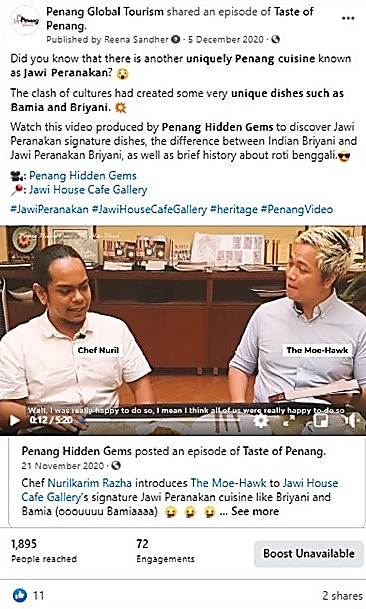 Penang Global Tourism shared an episode of Taste of
Penang.
Published by Reena Sandher · 5 December 2020 ·
Did you know that there is another uniquely Penang cuisine known
as Jawi Peranakan?
The clash of cultures had created some very unique dishes such as
Bamia and Briyani.
Watch this video produced by Penang Hidden Gems to discover Jawi
Peranakan signature dishes, the difference between Indian Briyani and
Jawi Peranakan Briyani, as well as brief history about roti benggali.
: Penang Hidden Gems
: Jawi House Cafe Gallery
#JawiPeranakan #JawiHouseCafeGallery #heritage #PenangVideo
Chef Nuril
The Moe-Hawk
Well, I was really happy to do so, I mean I think all of us were really happy to do so
0:12 / 5:20
Penang Hidden Gems posted an episode of Taste of Penang.
21 November 2020 ·
Chef Nurilkarim Razha introduces The Moe-Hawk to Jawi House
Cafe Gallery's signature Jawi Peranakan cuisine like Briyani and
Bamia (ooouuuu Bamiaaaa) ... See more
1,895
People reached
72
Engagements
Boost Unavailable
11
2 shares